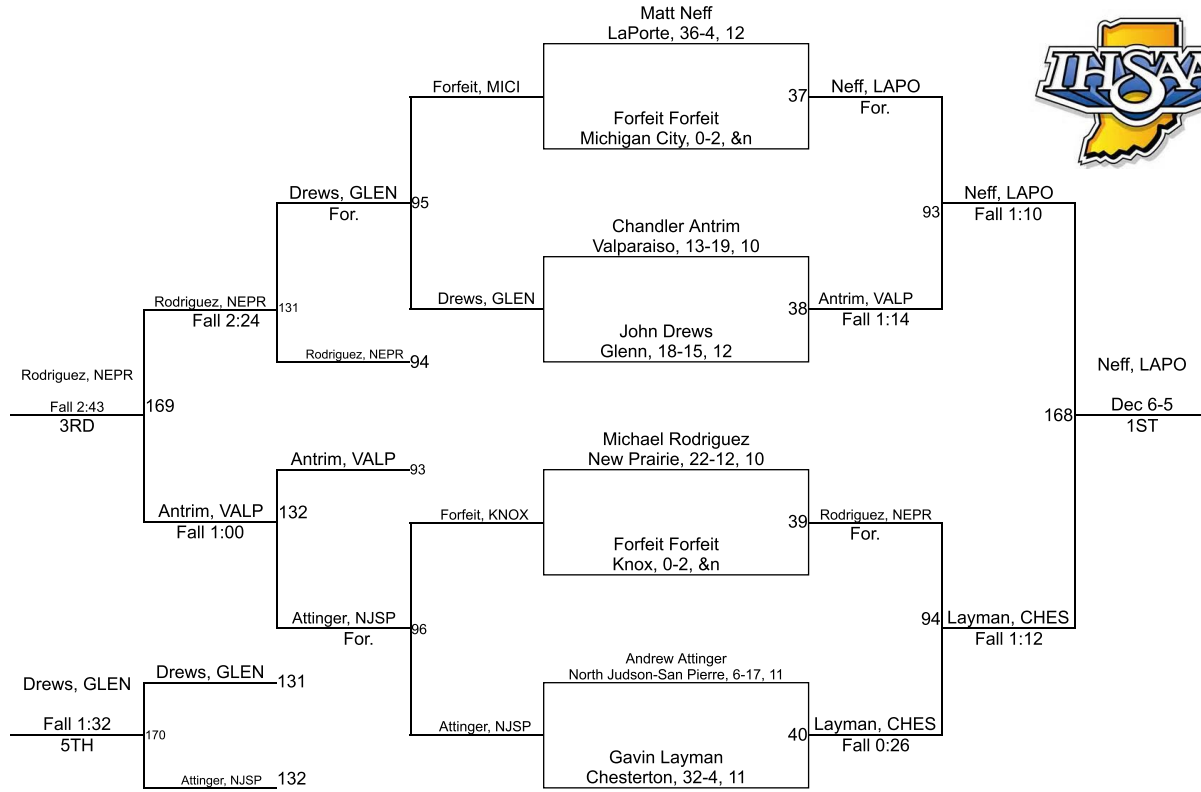 Matt Neff
LaPorte, 36-4, 12
Forfeit, MICI
37
Neff, LAPO
For.
IHSAA
Forfeit Forfeit
Michigan City, 0-2, &n
Drews, GLEN
For.
95
93
Neff, LAPO
Fall 1:10
Chandler Antrim
Valparaiso, 13-19, 10
Drews, GLEN
38
Antrim, VALP
Fall 1:14
Rodriguez, NEPR
Fall 2:24
131
John Drews
Glenn, 18-15, 12
Rodriguez, NEPR
94
Rodriguez, NEPR
Fall 2:43
3RD
169
168
Neff, LAPO
Dec 6-5
1ST
Michael Rodriguez
New Prairie, 22-12, 10
Antrim, VALP
93
Antrim, VALP
Fall 1:00
132
Forfeit, KNOX
39
Rodriguez, NEPR
For.
Forfeit Forfeit
Knox, 0-2, &n
Attinger, NJSP
For.
96
94
Layman, CHES
Fall 1:12
Andrew Attinger
North Judson-San Pierre, 6-17, 11
Drews, GLEN
Fall 1:32
5TH
Drews, GLEN
131
170
Attinger, NJSP
132
Attinger, NJSP
40
Layman, CHES
Fall 0:26
Gavin Layman
Chesterton, 32-4, 11